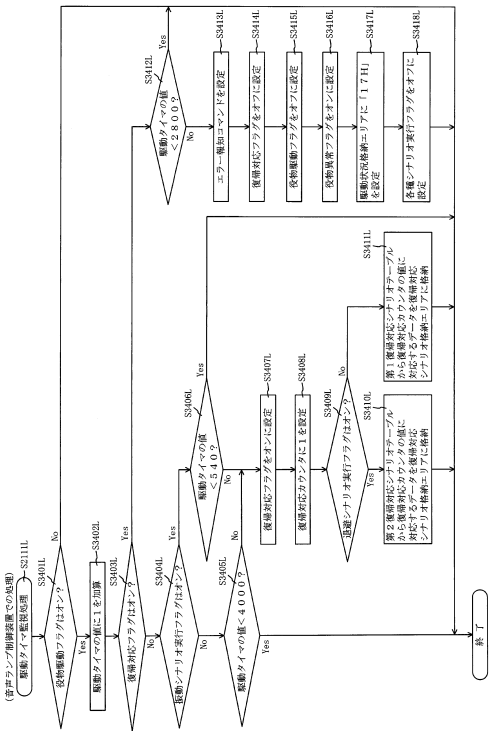 (音声ランプ制御装置での処理)
駆動タイマ監視処理
S2111L
S3401L
役物駆動フラグはオン？
No
Yes
S3402L
駆動タイマの値に1を加算
S3403L
復帰対応フラグはオン？
Yes
No
S3404L
振動シナリオ実行フラグはオン？
Yes
No
S3405L
駆動タイマの値＜4000？
No
Yes
S3406L
駆動タイマの値
＜540？
Yes
No
S3407L
復帰対応フラグをオンに設定
S3408L
復帰対応カウンタに1を設定
S3409L
退避シナリオ実行フラグはオン？
No
Yes
S3410L
第2復帰対応シナリオテーブル
から復帰対応カウンタの値に
対応するデータを復帰対応
シナリオ格納エリアに格納
S3411L
第1復帰対応シナリオテーブル
から復帰対応カウンタの値に
対応するデータを復帰対応
シナリオ格納エリアに格納
S3412L
駆動タイマの値
＜2800？
Yes
No
S3413L
エラー報知コマンドを設定
S3414L
復帰対応フラグをオフに設定
S3415L
役物駆動フラグをオフに設定
S3416L
役物異常フラグをオンに設定
S3417L
駆動状況格納エリアに「17H」
を設定
S3418L
各種シナリオ実行フラグをオフに
設定
終了